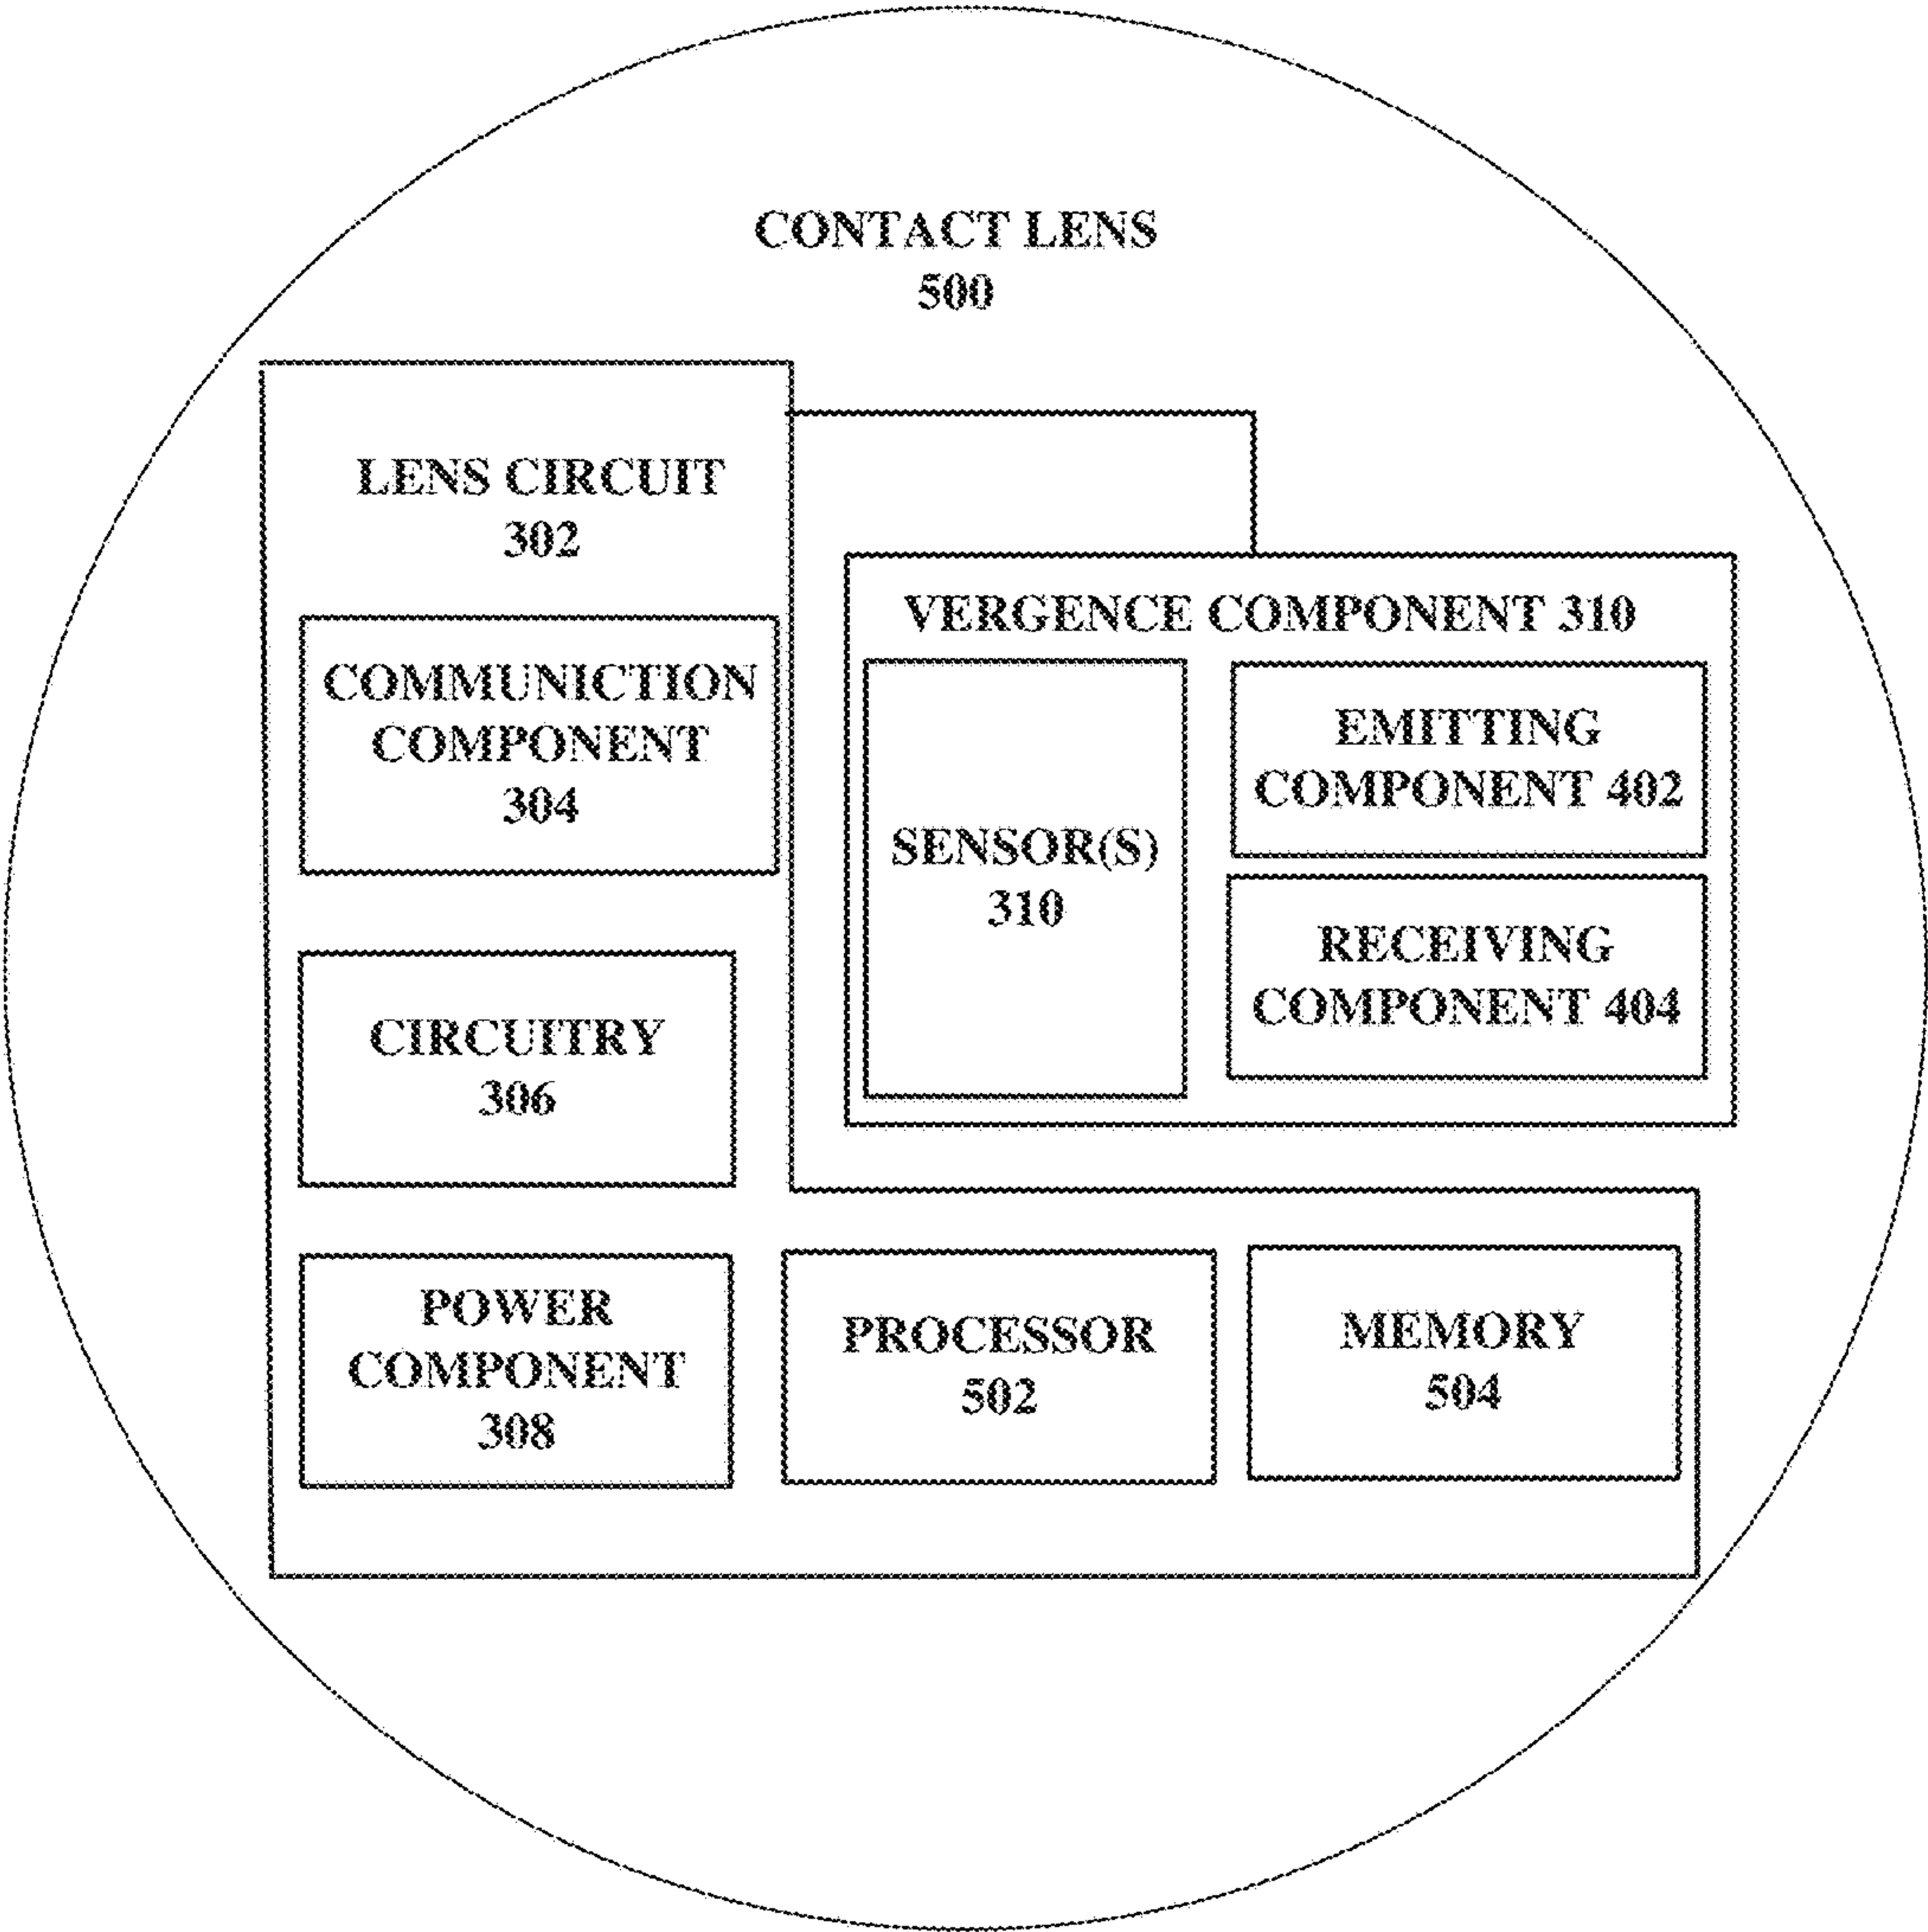 CONTACT LENS
500
LENS CIRCUIT
302
COMMUNICTION
COMPONENT
304
CIRCUITRY
306
POWER
COMPONENT
308
VERGENCE COMPONENT 310
SENSOR(S)
310
EMITTING
COMPONENT 402
RECEIVING
COMPONENT 404
PROCESSOR
502
MEMORY
504